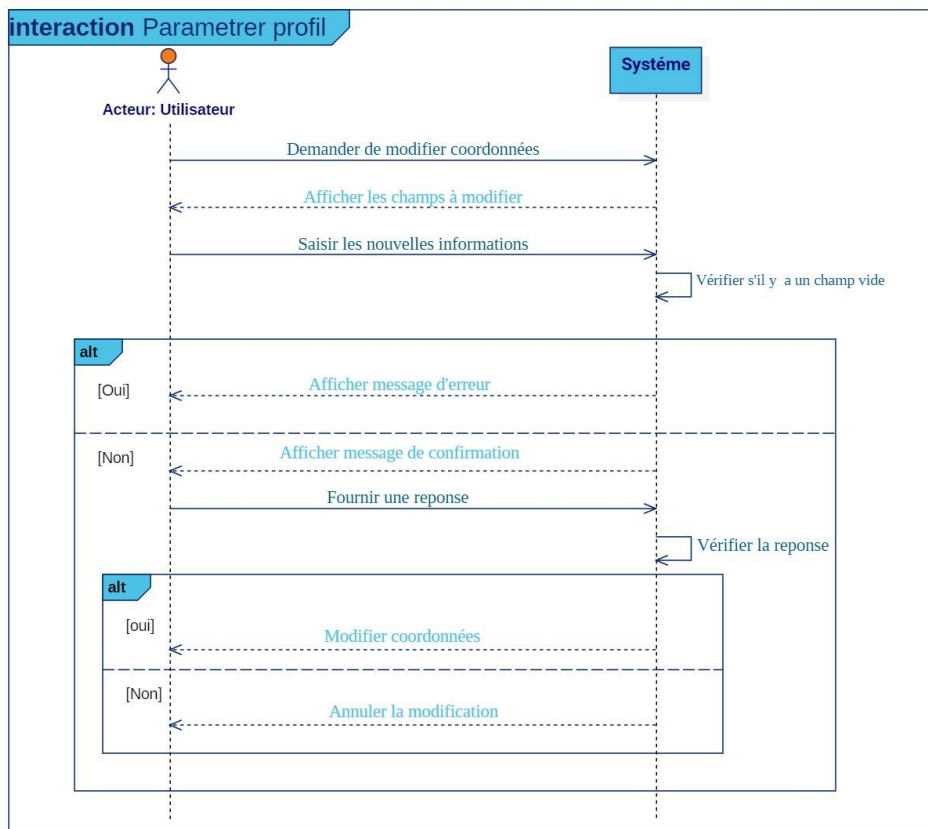 interaction Parametrer profil
Systéme
Acteur: Utilisateur
Demander de modifier coordonnées
Afficher les champs à modifier
Saisir les nouvelles informations
Vérifier s'il y a un champ vide
alt
[Oui]
Afficher message d'erreur
[Non]
Afficher message de confirmation
Fournir une reponse
Vérifier la reponse
alt
[oui]
Modifier coordonnées
[Non]
Annuler la modification